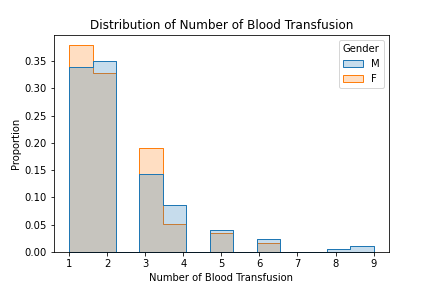 Distribution of Number of Blood Transfusion
Gender
M
F
Proportion
0.35
0.30
0.25
0.20
0.15
0.10
0.05
0.00
1 2 3 4 5 6 7 8 9
Number of Blood Transfusion